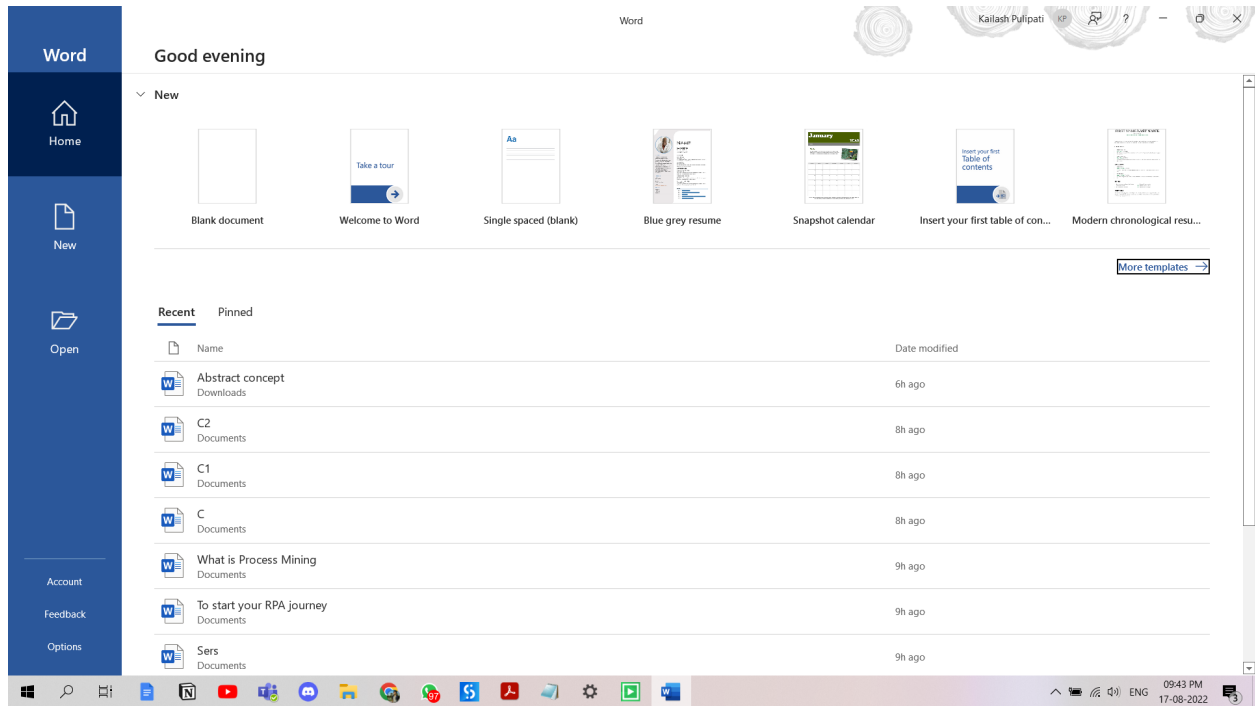 Word
Kailash Pulipati KP ?
Word
Good evening
New
Home
New
Open
Account
Feedback
Options
Take a tour
Aa
January
YEAR
Insert your first
Table of
contents
Blank document
Welcome to Word
Single spaced (blank)
Blue grey resume
Snapshot calendar
Insert your first table of con...
Modern chronological resu...
More templates
Recent Pinned
Name Date modified
Abstract concept
Downloads
6h ago
C2
Documents
8h ago
C1
Documents
8h ago
C
Documents
8h ago
What is Process Mining
Documents
9h ago
To start your RPA journey
Documents
9h ago
Sers
Documents
9h ago
97
ENG
09:43 PM
17-08-2022
3